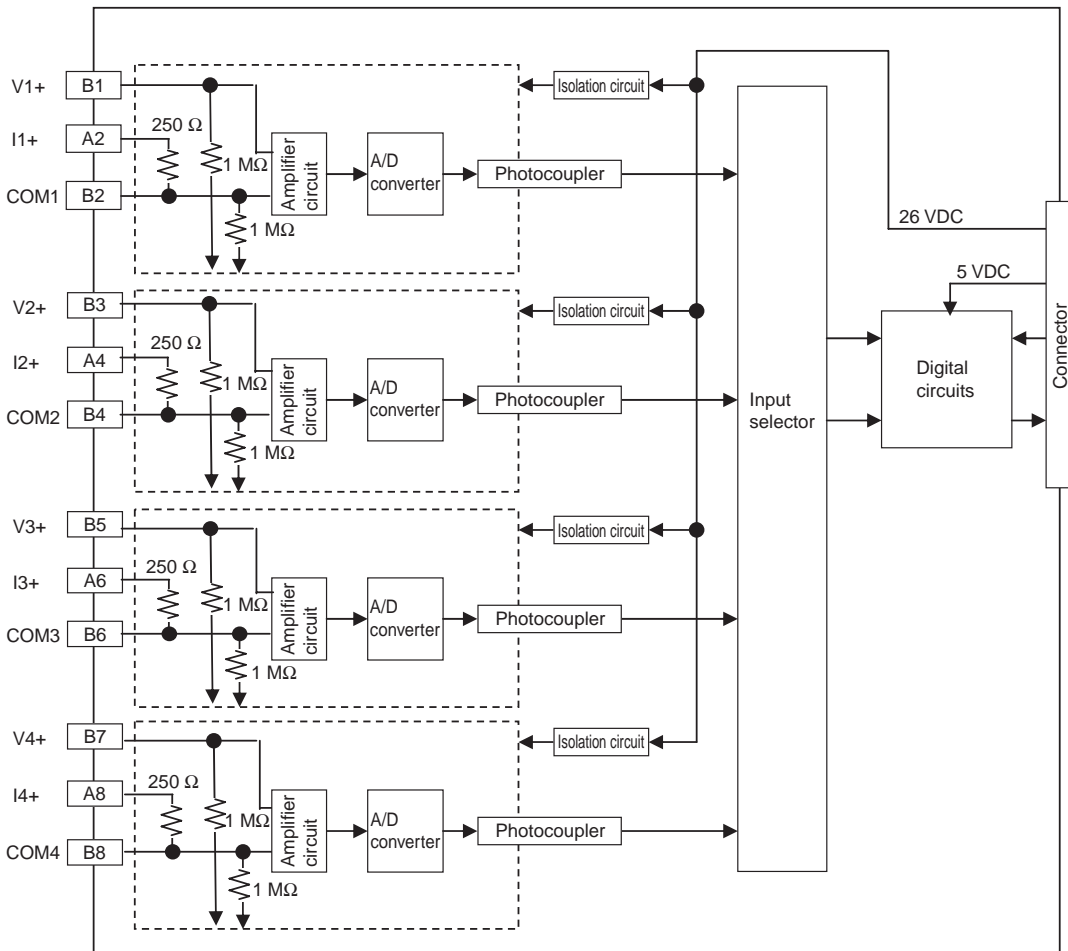 V1+
B1
Isolation circuit
250 Ω
I1+
A2
1 MΩ
Amplifier
circuit
A/D
converter
Photocoupler
COM1
B2
1 MΩ
26 VDC
5 VDC
V2+
B3
Isolation circuit
250 Ω
I2+
A4
1 MΩ
Amplifier
circuit
A/D
converter
Photocoupler
COM2
B4
1 MΩ
Input
selector
Digital
circuits
Connector
V3+
B5
Isolation circuit
250 Ω
I3+
A6
1 MΩ
Amplifier
circuit
A/D
converter
Photocoupler
COM3
B6
1 MΩ
V4+
B7
Isolation circuit
250 Ω
I4+
A8
1 MΩ
Amplifier
circuit
A/D
converter
Photocoupler
COM4
B8
1 MΩ